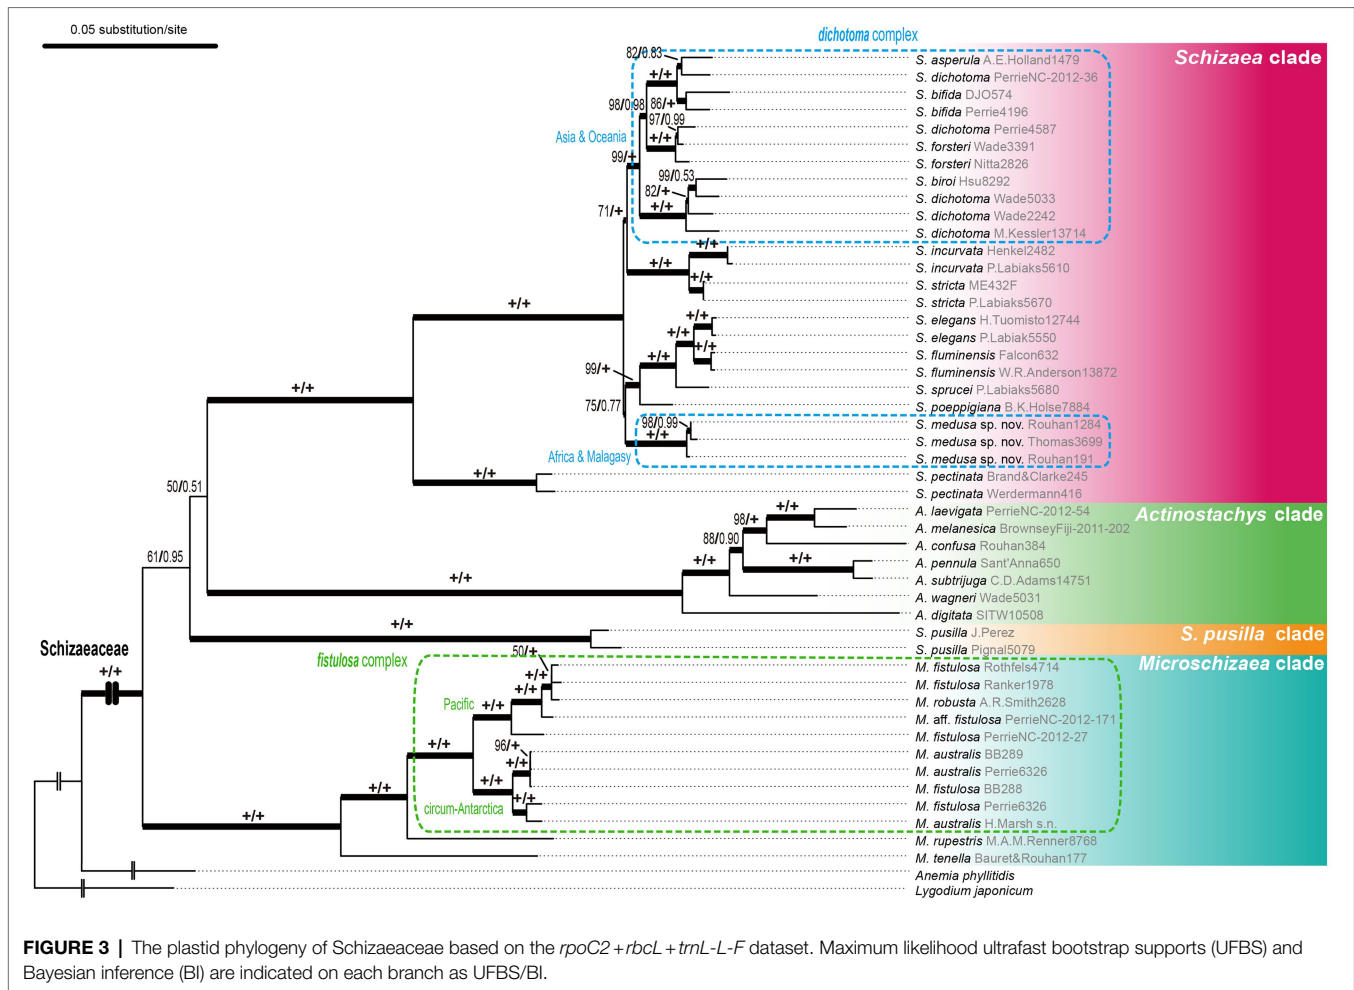 0.05 substitution/site
dichotoma complex
Schizaea clade
82/0.83
S. asperula A.E.Holland1479
+/+
S. dichotoma PerrieNC-2012-36
S. bifida DJO574
98/0.98
86/+
S. bifida Perrie4196
97/0.99
S. dichotoma Perrie4587
Asia & Oceania
+/+
S. forsteri Wade3391
99/+
S. forsteri Nitta2826
99/0.53
S. biroi Hsu8292
82/+
S. dichotoma Wade5033
71/+
+/+
S. dichotoma Wade2242
S. dichotoma M.Kessler13714
+/+
S. incurvata Henkel2482
+/+
S. incurvata P.Labiaks5610
+/+
S. stricta ME432F
+/+
S. stricta P.Labiaks5670
+/+
S. elegans H.Tuomisto12744
+/+
S. elegans P.Labiak5550
+/+
+/+
S. fluminensis Falcon632
99/+
S. fluminensis W.R.Anderson13872
+/+
S. sprucei P.Labiaks5680
75/0.77
S. poeppigiana B.K.Holse7884
98/0.99
S. medusa sp. nov. Rouhan1284
+/+
S. medusa sp. nov. Thomas3699
Africa & Malagasy
S. medusa sp. nov. Rouhan191
+/+
S. pectinata Brand&Clarke245
50/0.51
S. pectinata Werdermann416
+/+
A. laevigata PerrieNC-2012-54
Actinostachys clade
98/+
A. melanesica BrownseyFiji-2011-202
88/0.90
A. confusa Rouhan384
61/0.95
+/+
+/+
A. pennula Sant'Anna650
+/+
A. subtrijuga C.D.Adams14751
A. wagneri Wade5031
A. digitata SITW10508
+/+
S. pusilla J.Perez
S. pusilla clade
Schizaeaceae
S. pusilla Pignal5079
fistulosa complex
50/+
Microschizaea clade
+/+
+/+
M. fistulosa Rothfels4714
+/+
M. fistulosa Ranker1978
Pacific
+/+
M. robusta A.R.Smith2628
M. aff. fistulosa PerrieNC-2012-171
+/+
M. fistulosa PerrieNC-2012-27
96/+
M. australis BB289
+/+
M. australis Perrie6326
+/+
M. fistulosa BB288
+/+
+/+
circum-Antarctica
M. fistulosa Perrie6326
+/+
M. australis H.Marsh s.n.
M. rupestris M.A.M.Renner8768
M. tenella Bauret&Rouhan177
Anemia phyllitidis
Lygodium japonicum
FIGURE 3 | The plastid phylogeny of Schizaeaceae based on the rpoC2+rbcL+trnL-L-F dataset. Maximum likelihood ultrafast bootstrap supports (UFBS) and
Bayesian inference (BI) are indicated on each branch as UFBS/BI.